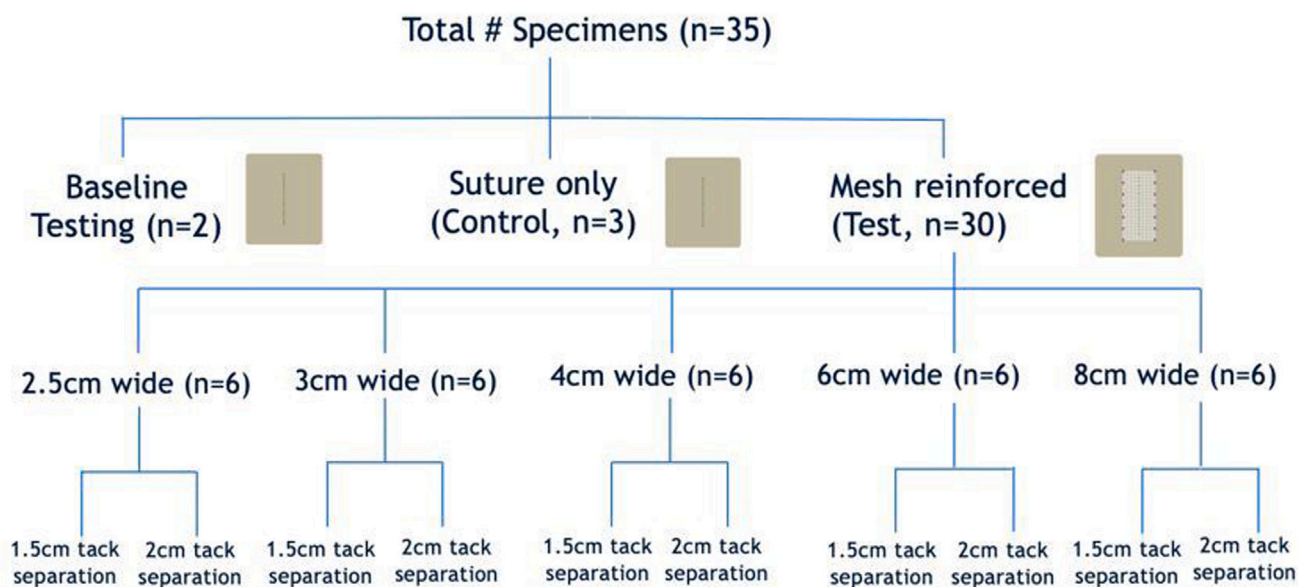 Total # Specimens (n=35)
Baseline
Testing (n=2)
Suture only
(Control, n=3)
Mesh reinforced
(Test, n=30)
2.5cm wide (n=6)
3cm wide (n=6)
4cm wide (n=6)
6cm wide (n=6)
8cm wide (n=6)
1.5cm tack
separation
2cm tack
separation
1.5cm tack
separation
2cm tack
separation
1.5cm tack
separation
2cm tack
separation
1.5cm tack
separation
2cm tack
separation
1.5cm tack
separation
2cm tack
separation